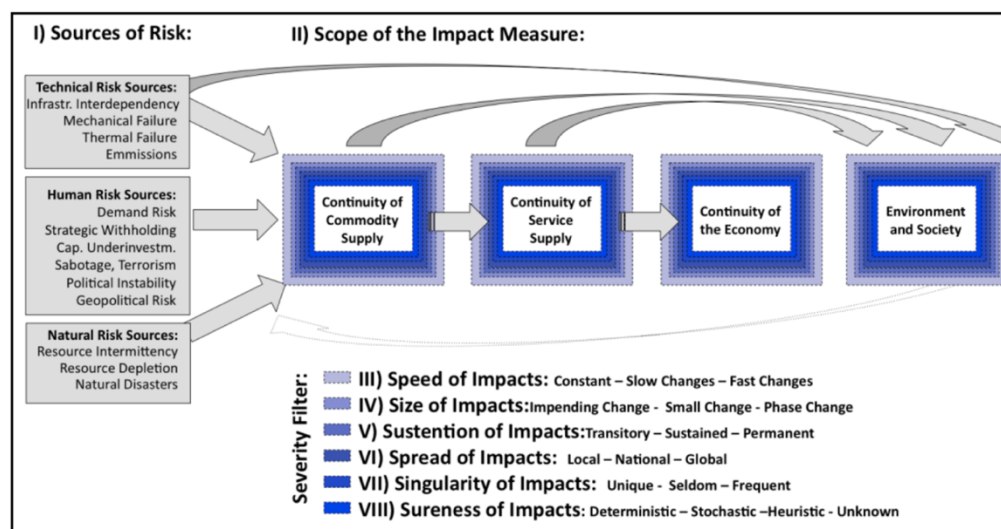 I) Sources of Risk:
II) Scope of the Impact Measure:
Technical Risk Sources:
Infrastr. Interdependency
Mechanical Failure
Thermal Failure
Emmissions
Human Risk Sources:
Demand Risk
Strategic Withholding
Cap. Underinvestm.
Sabotage, Terrorism
Political Instability
Geopolitical Risk
Natural Risk Sources:
Resource Intermittency
Resource Depletion
Natural Disasters
Continuity of
Commodity
Supply
Continuity of
Service
Supply
Continuity of
the Economy
Environment
and Society
Severity Filter:
III) Speed of Impacts: Constant – Slow Changes – Fast Changes
IV) Size of Impacts:Impending Change - Small Change - Phase Change
V) Sustention of Impacts:Transitory – Sustained – Permanent
VI) Spread of Impacts: Local – National – Global
VII) Singularity of Impacts: Unique - Seldom – Frequent
VIII) Sureness of Impacts: Deterministic – Stochastic –Heuristic - Unknown